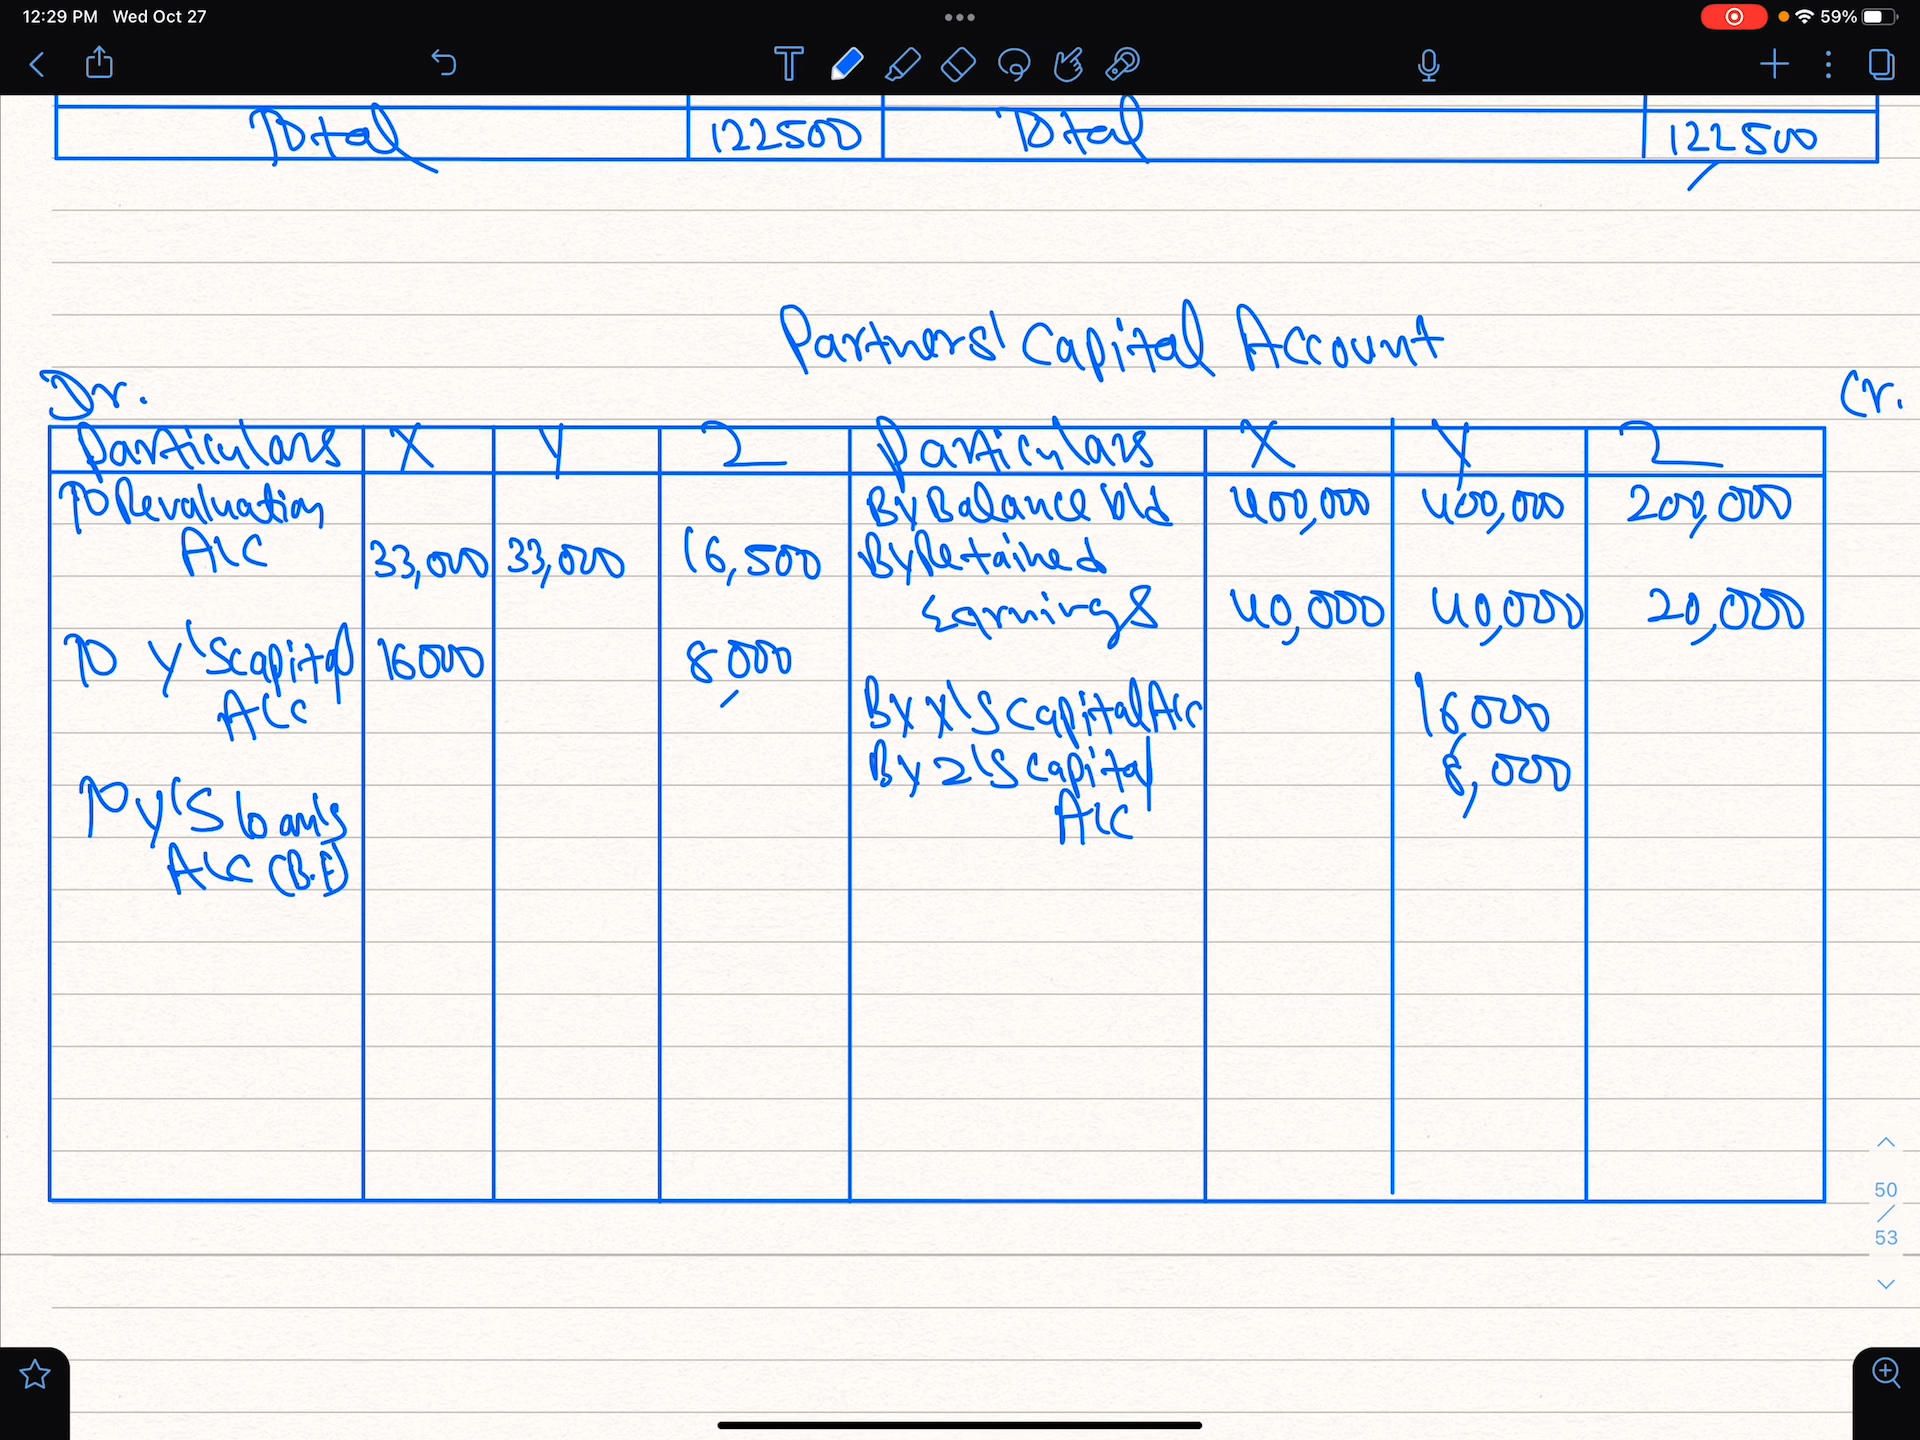 12:29 PM Wed Oct 27
59%
Total 122500 Total 122500
Partners' Capital Account
Dr. Cr.
Particulars X Y Z Particulars X Y Z
To Revaluation By Balance b/d 400,000 400,000 200,000
A/C 33,000 33,000 16,500 By Retained
Earnings 40,000 40,000 20,000
To Y's Capital 16000 8,000
A/c By X's Capital A/c 16000
By Z's Capital 8,000
To Y's loan's A/C
A/C (B.F)
50
/
53